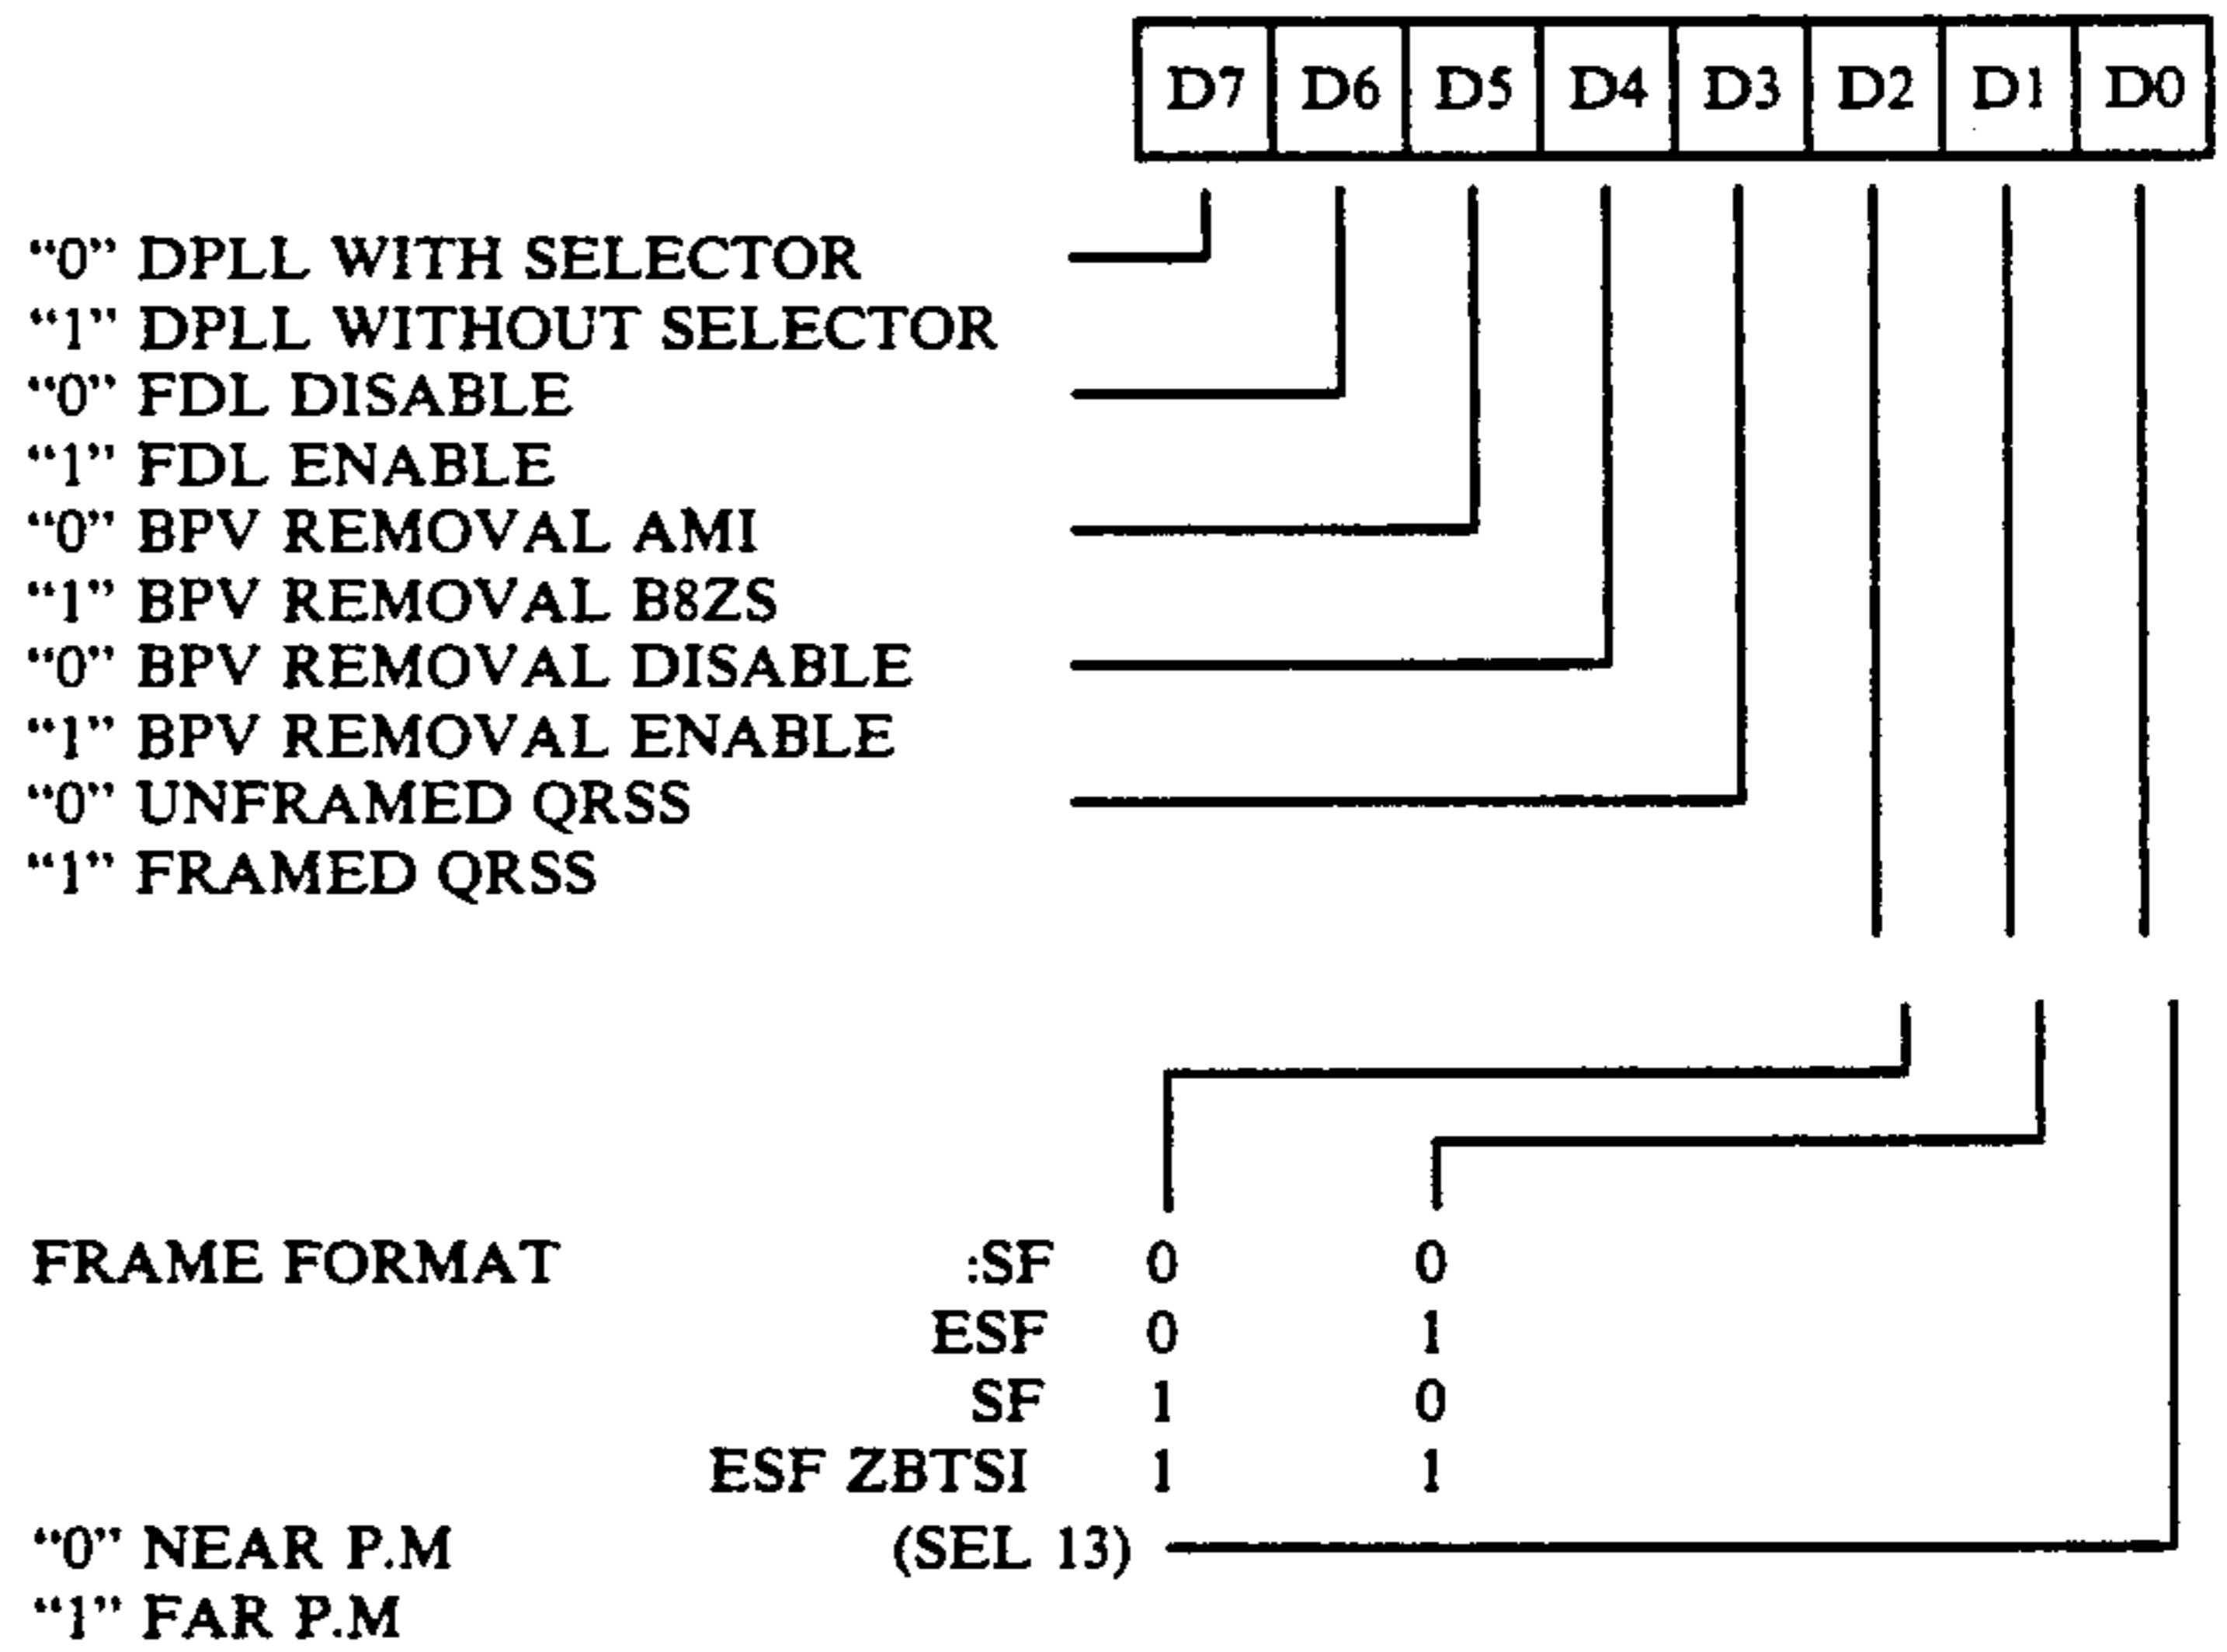 D7 D6 D5 D4 D3 D2 D1 D0
“0” DPLL WITH SELECTOR
“1” DPLL WITHOUT SELECTOR
“0” FDL DISABLE
“1” FDL ENABLE
“0” BPV REMOVAL AMI
“1” BPV REMOVAL B8ZS
“0” BPV REMOVAL DISABLE
“1” BPV REMOVAL ENABLE
“0” UNFRAMED QRSS
“1” FRAMED QRSS
FRAME FORMAT :SF 0 0
ESF 0 1
SF 1 0
ESF ZBTSI 1 1
“0” NEAR P.M (SEL 13)
“1” FAR P.M